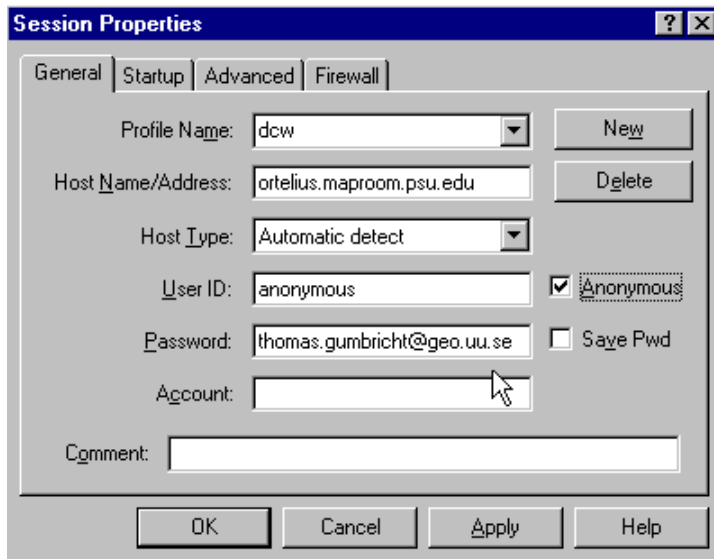 Session Properties
General Startup Advanced Firewall
Profile Name: dcw New
Host Name/Address: ortelius.maproom.psu.edu Delete
Host Type: Automatic detect
User ID: anonymous Anonymous
Password: thomas.gumbricht@geo.uu.se Save Pwd
Account:
Comment:
OK Cancel Apply Help